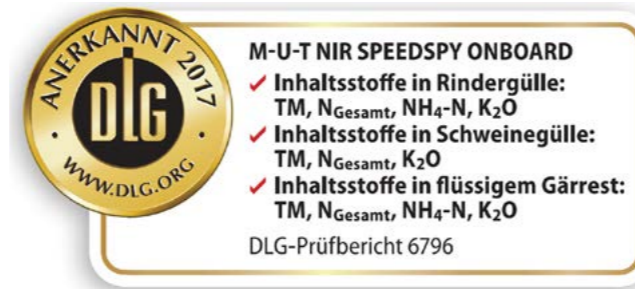 ANERKANNT 2017
DLG
WWW.DLG.ORG
M-U-T NIR SPEEDSPY ONBOARD
✓ Inhaltsstoffe in Rindergülle:
TM, NGesamt, NH₄-N, K₂O
✓ Inhaltsstoffe in Schweinegülle:
TM, NGesamt, K₂O
✓ Inhaltsstoffe in flüssigem Gärrest:
TM, NGesamt, NH₄-N, K₂O
DLG-Prüfbericht 6796